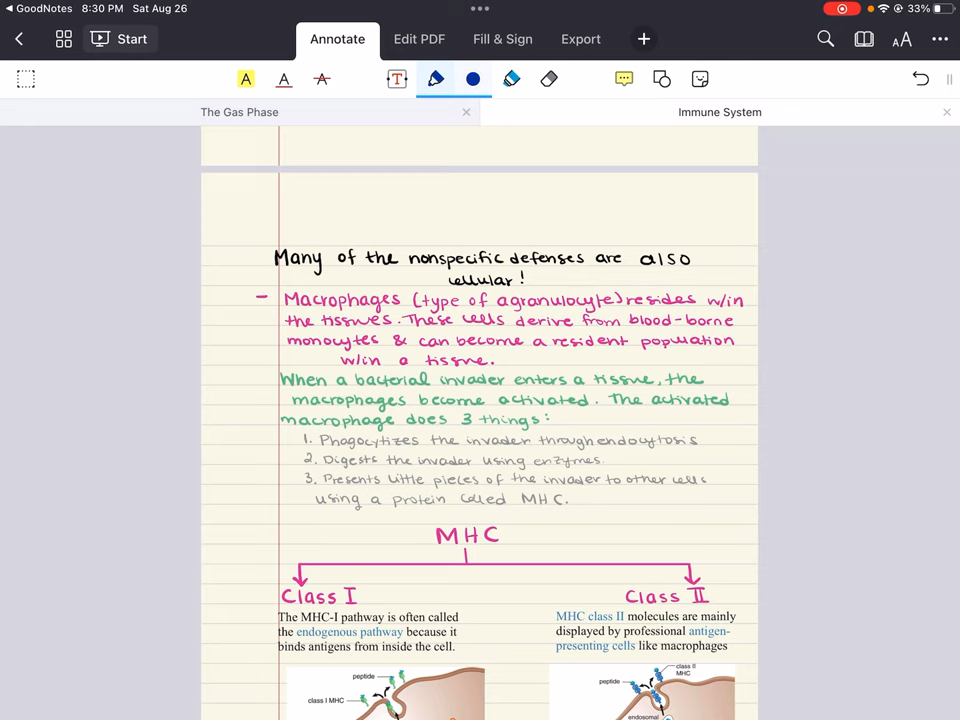 GoodNotes 8:30 PM Sat Aug 26 33%
Start Annotate Edit PDF Fill & Sign Export
The Gas Phase Immune System
Many of the nonspecific defenses are also
cellular!
- Macrophages (type of agranulocyte) resides w/in
the tissues. These cells derive from blood-borne
monocytes & can become a resident population
w/in a tissue.
When a bacterial invader enters a tissue, the
macrophages become activated. The activated
macrophage does 3 things:
1. Phagocytizes the invader through endocytosis
2. Digests the invader using enzymes.
3. Presents little pieces of the invader to other cells
using a protein called MHC.
MHC
Class I
The MHC-I pathway is often called
the endogenous pathway because it
binds antigens from inside the cell.
peptide
class I MHC
Class II
MHC class II molecules are mainly
displayed by professional antigen-
presenting cells like macrophages
class II
MHC
peptide
endosomal